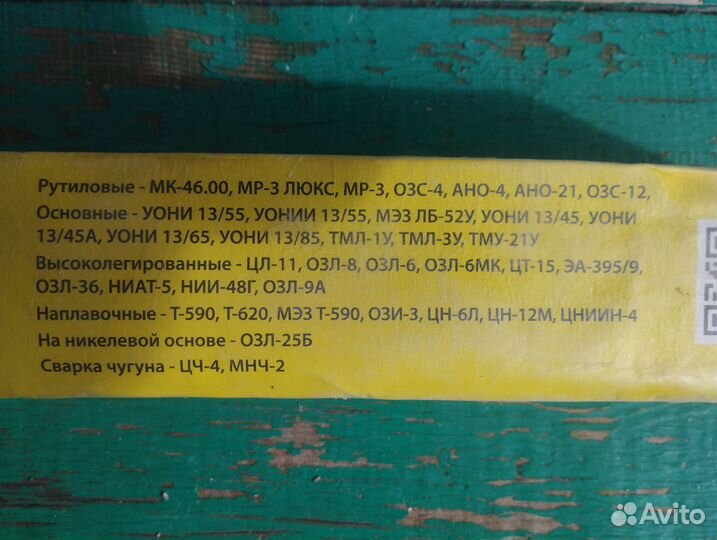 Рутиловые - МК-46.00, МР-3 ЛЮКС, МР-3, ОЗС-4, АНО-4, АНО-21, ОЗС-12,
Основные - УОНИ 13/55, УОНИИ 13/55, МЭЗ ЛБ-52У, УОНИ 13/45, УОНИ
13/45А, УОНИ 13/65, УОНИ 13/85, ТМЛ-1У, ТМЛ-3У, ТМУ-21У
Высоколегированные - ЦЛ-11, ОЗЛ-8, ОЗЛ-6, ОЗЛ-6МК, ЦТ-15, ЭА-395/9,
ОЗЛ-36, НИАТ-5, НИИ-48Г, ОЗЛ-9А
Наплавочные - Т-590, Т-620, МЭЗ Т-590, ОЗИ-3, ЦН-6Л, ЦН-12М, ЦНИИН-4
На никелевой основе - ОЗЛ-25Б
Сварка чугуна - ЦЧ-4, МНЧ-2
Avito